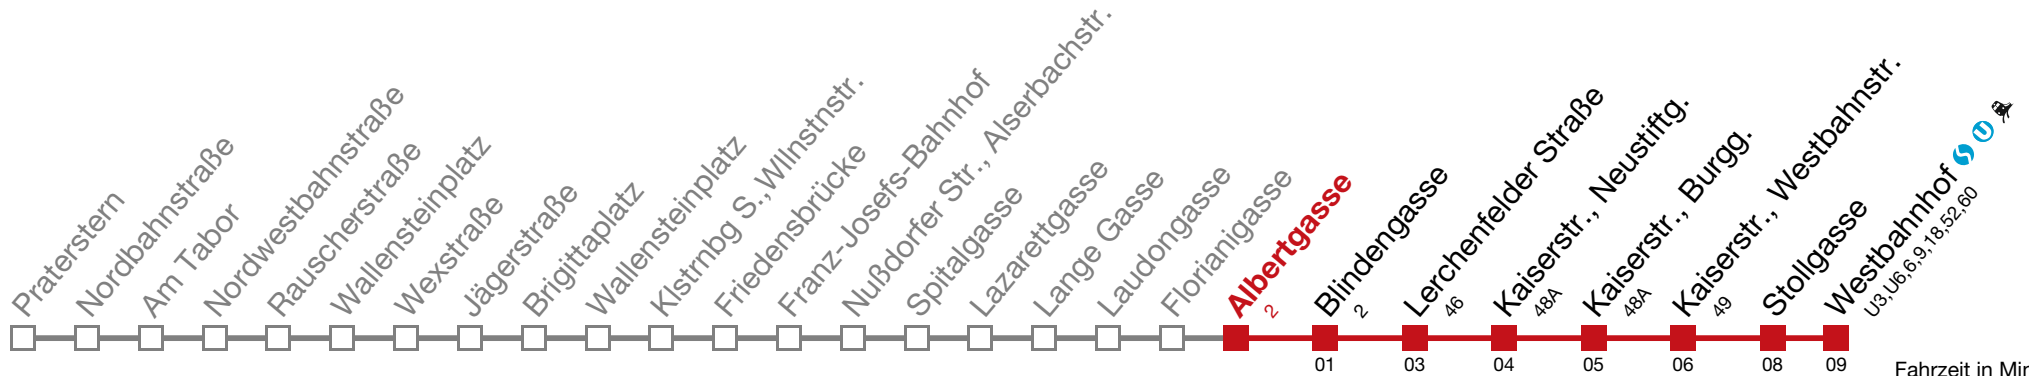 Praterstern
Nordbahnstraße
Am Tabor
Nordwestbahnstraße
Rauscherstraße
Wallensteinplatz
Wexstraße
Jägerstraße
Brigittaplatz
Wallensteinplatz
Klstrnbg S., Wllnstnstr.
Friedensbrücke
Franz-Josefs-Bahnhof
Nußdorfer Str., Alserbachstr.
Spitalgasse
Lazarettgasse
Lange Gasse
Laudongasse
Florianigasse
Albertgasse
2
Blindengasse
2
Lerchenfelder Straße
46
Kaiserstr., Neustiftg.
48A
Kaiserstr., Burgg.
48A
Kaiserstr., Westbahnstr.
49
Stollgasse
Westbahnhof S U
U3,U6,6,9,18,52,60
01 03 04 05 06 08 09
Fahrzeit in Min